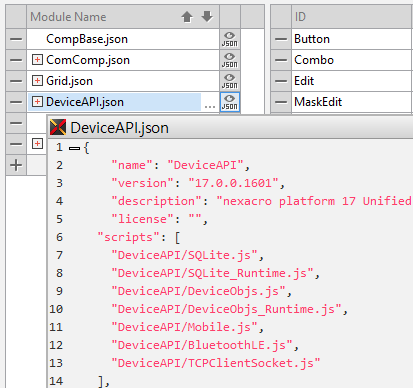 Module Name
ID
CompBase.json
JSON
Button
ComComp.json
JSON
Combo
Grid.json
JSON
Edit
DeviceAPI.json
...
JSON
MaskEdit
DeviceAPI.json
1 {
2 "name": "DeviceAPI",
3 "version": "17.0.0.1601",
4 "description": "nexacro platform 17 Unified
5 "license": "",
6 "scripts": [
7 "DeviceAPI/SQLite.js",
8 "DeviceAPI/SQLite_Runtime.js",
9 "DeviceAPI/DeviceObjs.js",
10 "DeviceAPI/DeviceObjs_Runtime.js",
11 "DeviceAPI/Mobile.js",
12 "DeviceAPI/BluetoothLE.js",
13 "DeviceAPI/TCPClientSocket.js"
14 ],